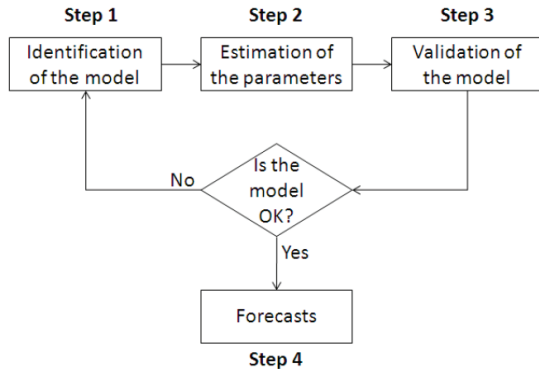 Step 1
Step 2
Step 3
Identification
of the model
Estimation of
the parameters
Validation of
the model
Is the
model
OK?
No
Yes
Forecasts
Step 4